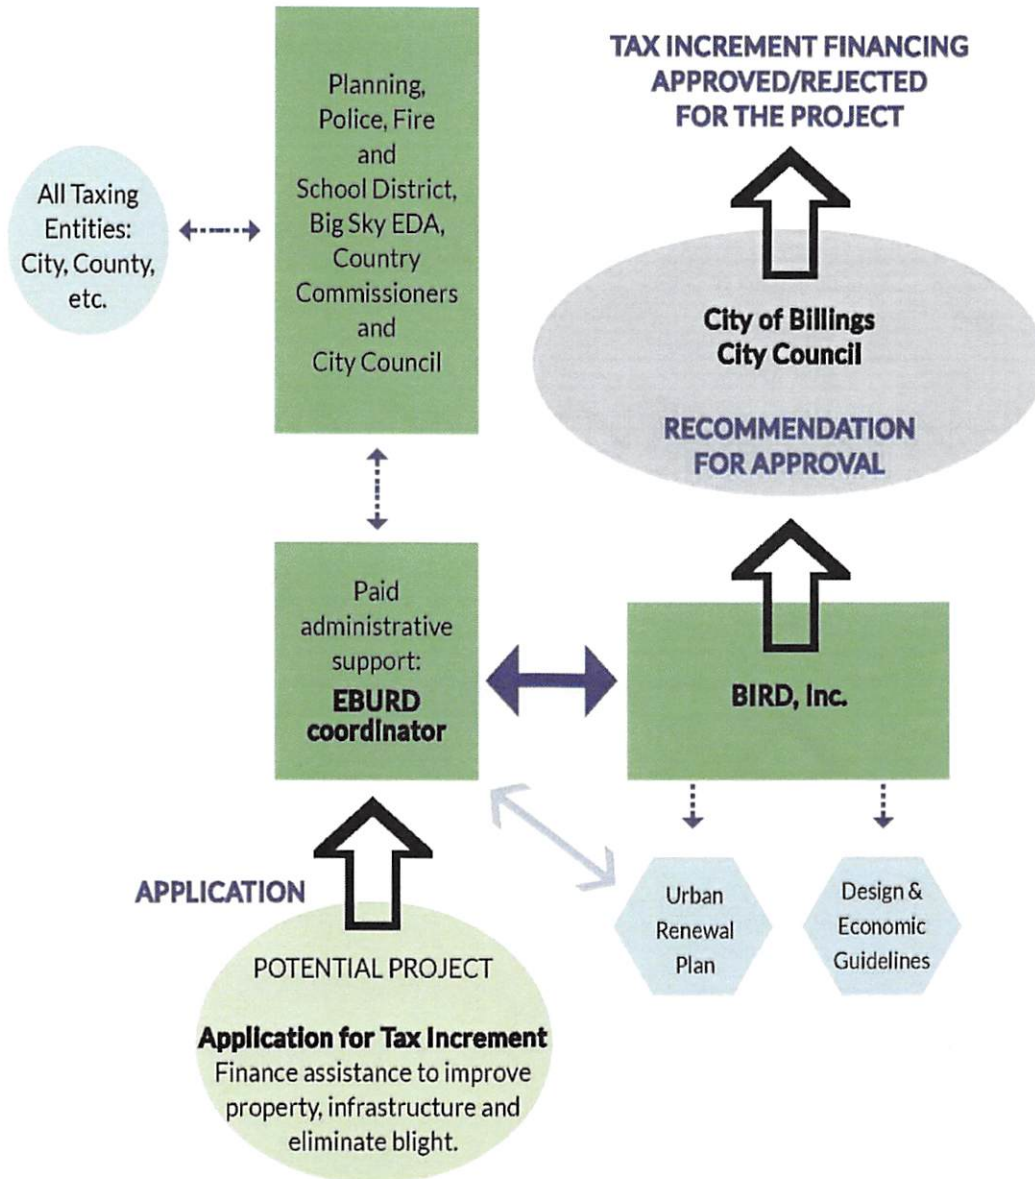 TAX INCREMENT FINANCING
APPROVED/REJECTED
FOR THE PROJECT
Planning,
Police, Fire
and
School District,
Big Sky EDA,
Country
Commissioners
and
City Council
All Taxing
Entities:
City, County,
etc.
City of Billings
City Council
RECOMMENDATION
FOR APPROVAL
Paid
administrative
support:
EBURD
coordinator
BIRD, Inc.
APPLICATION
Urban
Renewal
Plan
Design &
Economic
Guidelines
POTENTIAL PROJECT
Application for Tax Increment
Finance assistance to improve
property, infrastructure and
eliminate blight.